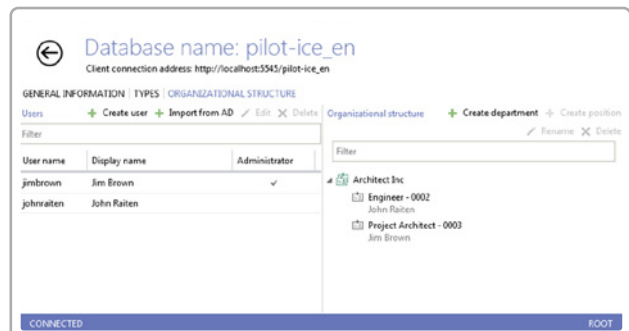 Database name: pilot-ice_en
Client connection address: http://localhost:5545/pilot-ice_en
GENERAL INFORMATION | TYPES | ORGANIZATIONAL STRUCTURE
Users
Create user
Import from AD
Edit
Delete
Filter
User name
Display name
Administrator
jimbrown
Jim Brown
johnraiten
John Raiten
Organizational structure
Create department
Create position
Rename
Delete
Filter
Architect Inc
Engineer - 0002
John Raiten
Project Architect - 0003
Jim Brown
CONNECTED
ROOT